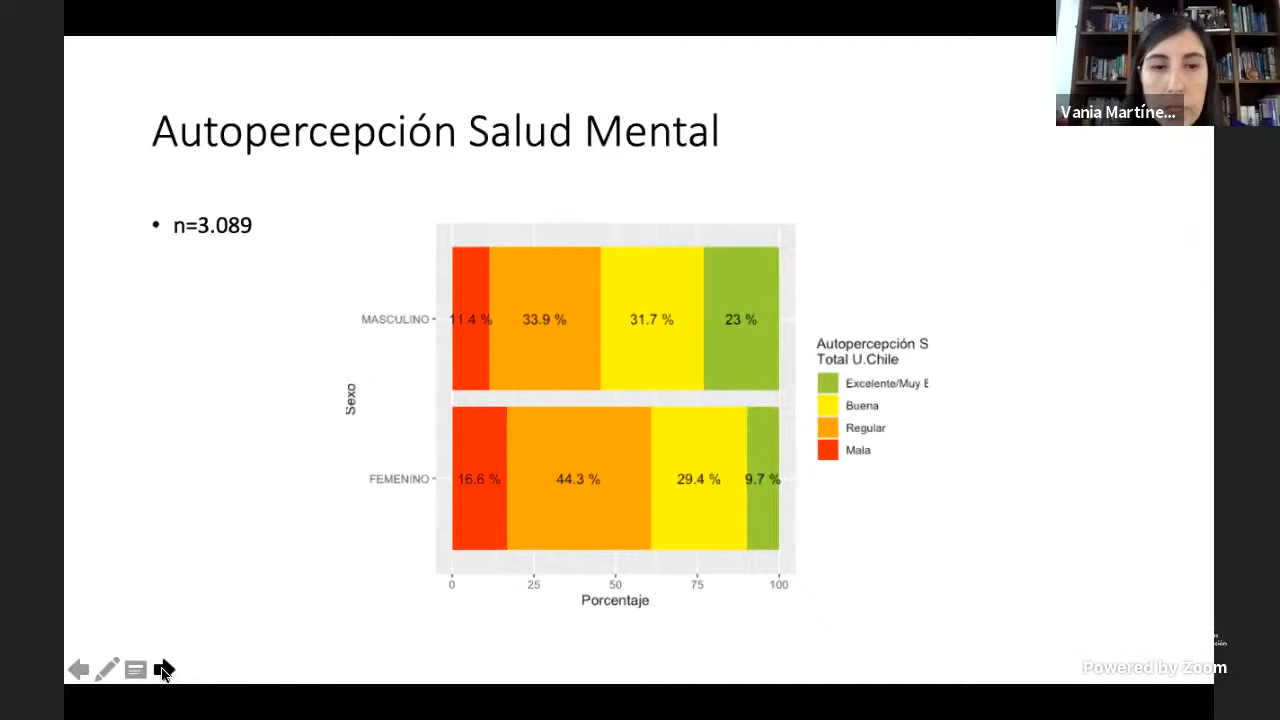 Autopercepción Salud Mental
Vania Martíne...
• n=3.089
MASCULINO
11.4 %
33.9 %
31.7 %
23 %
Sexo
FEMENINO
16.6 %
44.3 %
29.4 %
9.7 %
0
25
50
75
100
Porcentaje
Autopercepción S
Total U.Chile
Excelente/Muy
Buena
Regular
Mala
Powered by Zoom